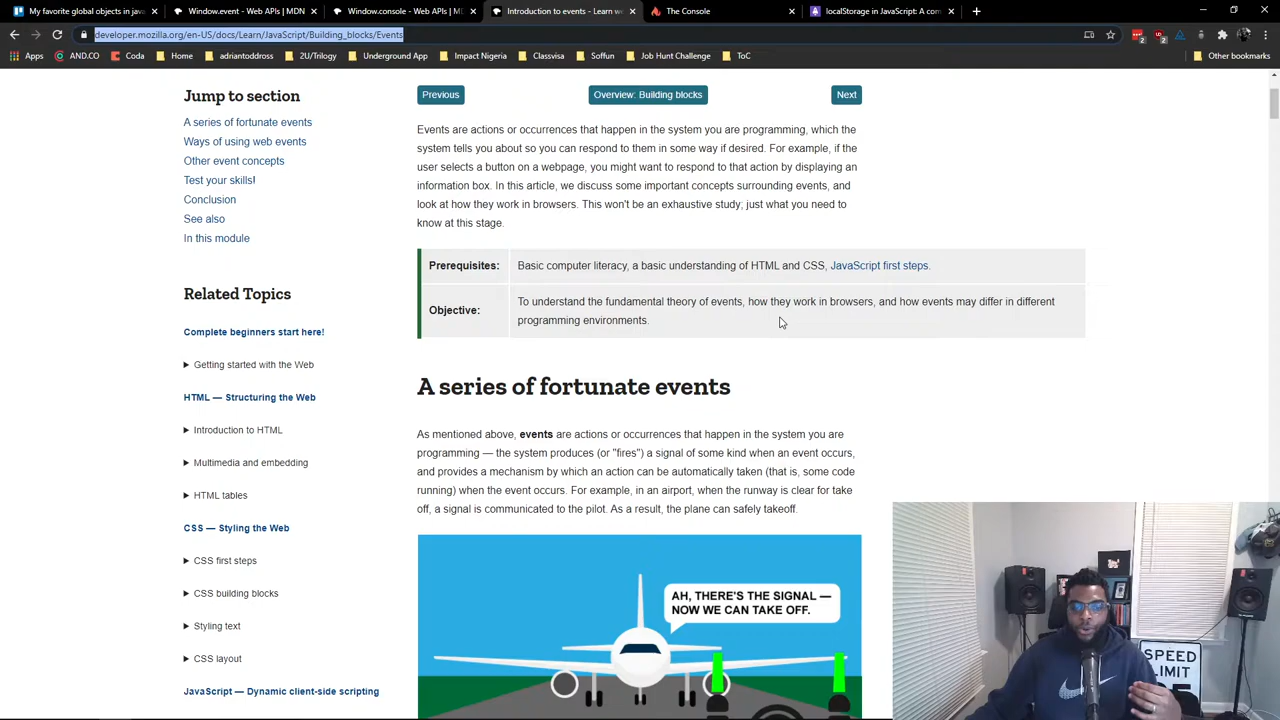 My favorite global objects in java
Window.event - Web APIs | MDN
Window.console - Web APIs | M
Introduction to events - Learn w
The Console
localStorage in JavaScript: A com
developer.mozilla.org/en-US/docs/Learn/JavaScript/Building_blocks/Events
Apps
AND.CO
Coda
Home
adriantoddross
2U/Trilogy
Underground App
Impact Nigeria
Classvisa
Soffun
Job Hunt Challenge
ToC
Other bookmarks
Jump to section
A series of fortunate events
Ways of using web events
Other event concepts
Test your skills!
Conclusion
See also
In this module
Related Topics
Complete beginners start here!
Getting started with the Web
HTML — Structuring the Web
Introduction to HTML
Multimedia and embedding
HTML tables
CSS — Styling the Web
CSS first steps
CSS building blocks
Styling text
CSS layout
JavaScript — Dynamic client-side scripting
Previous
Overview: Building blocks
Next
Events are actions or occurrences that happen in the system you are programming, which the
system tells you about so you can respond to them in some way if desired. For example, if the
user selects a button on a webpage, you might want to respond to that action by displaying an
information box. In this article, we discuss some important concepts surrounding events, and
look at how they work in browsers. This won't be an exhaustive study; just what you need to
know at this stage.
Prerequisites:
Basic computer literacy, a basic understanding of HTML and CSS, JavaScript first steps.
Objective:
To understand the fundamental theory of events, how they work in browsers, and how events may differ in different
programming environments.
A series of fortunate events
As mentioned above, events are actions or occurrences that happen in the system you are
programming — the system produces (or "fires") a signal of some kind when an event occurs,
and provides a mechanism by which an action can be automatically taken (that is, some code
running) when the event occurs. For example, in an airport, when the runway is clear for take
off, a signal is communicated to the pilot. As a result, the plane can safely takeoff.
AH, THERE'S THE SIGNAL —
NOW WE CAN TAKE OFF.
SPEED
LIMIT